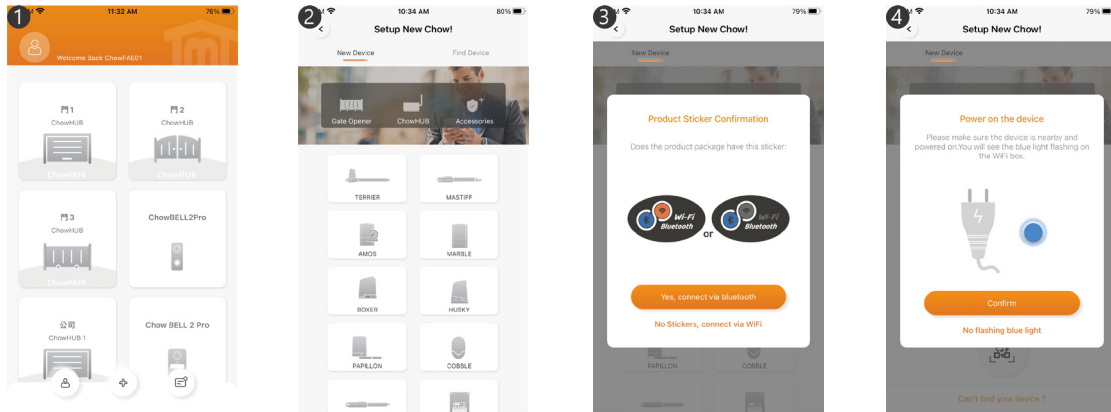 1
11:32 AM
76%
Welcome Back ChowFAE01
門 1
ChowHUB
ChowHUB
門 2
ChowHUB
ChowHUB
門 3
ChowHUB
ChowHUB
ChowBELL2Pro
公司
ChowHUB 1
Chow BELL 2 Pro
2
10:34 AM
80%
Setup New Chow!
New Device
Find Device
Gate Opener
ChowHUB
Accessories
TERRIER
MASTIFF
AMOS
MARBLE
BOXER
HUSKY
PAPILLON
COBBLE
3
10:34 AM
79%
Setup New Chow!
New Device
Product Sticker Confirmation
Does the product package have this sticker:
Wi-Fi
Bluetooth
or
Wi-Fi
Bluetooth
Yes, connect via bluetooth
No Stickers, connect via WiFi
PAPILLON
COBBLE
4
10:34 AM
79%
Setup New Chow!
New Device
Power on the device
Please make sure the device is nearby and
powered on.You will see the blue light flashing on
the WiFi box.
Confirm
No flashing blue light
Can't find your device ?